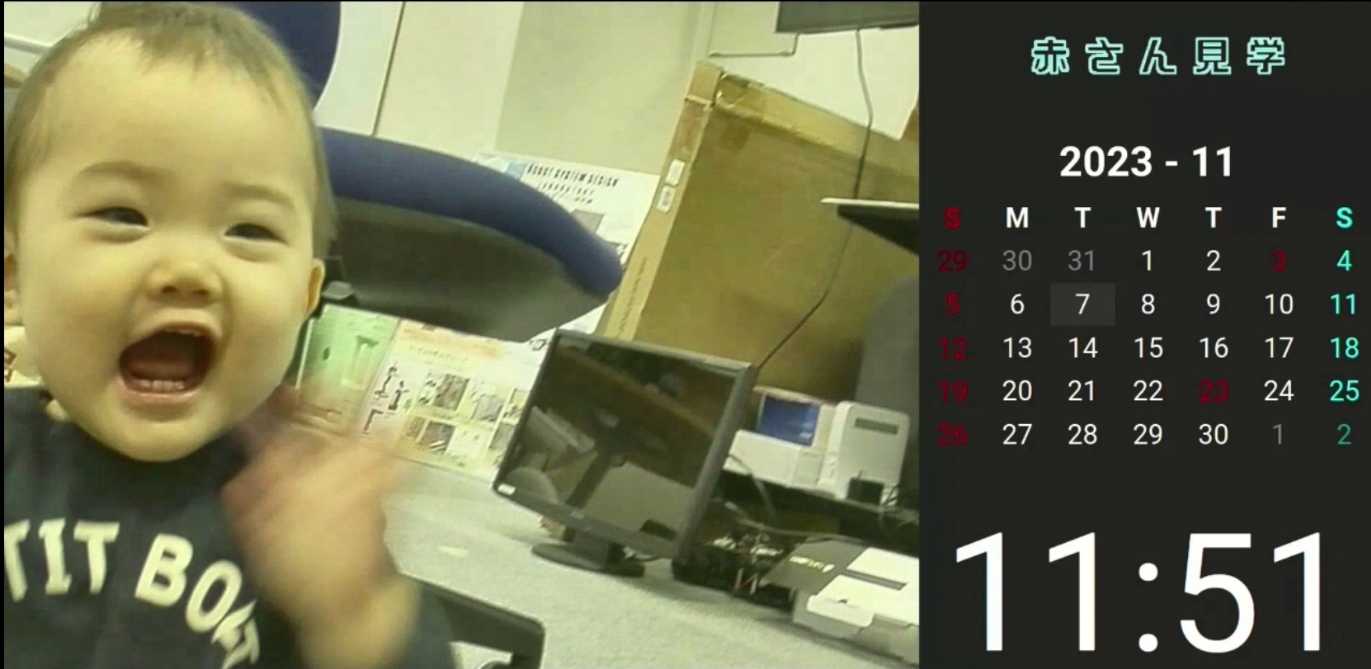 TIT BOAT
ROBOT SYSTEM DESIGN
LABORATORY
赤さん見学
2023 - 11
S M T W T F S
29 30 31 1 2 3 4
5 6 7 8 9 10 11
12 13 14 15 16 17 18
19 20 21 22 23 24 25
26 27 28 29 30 1 2
11:51